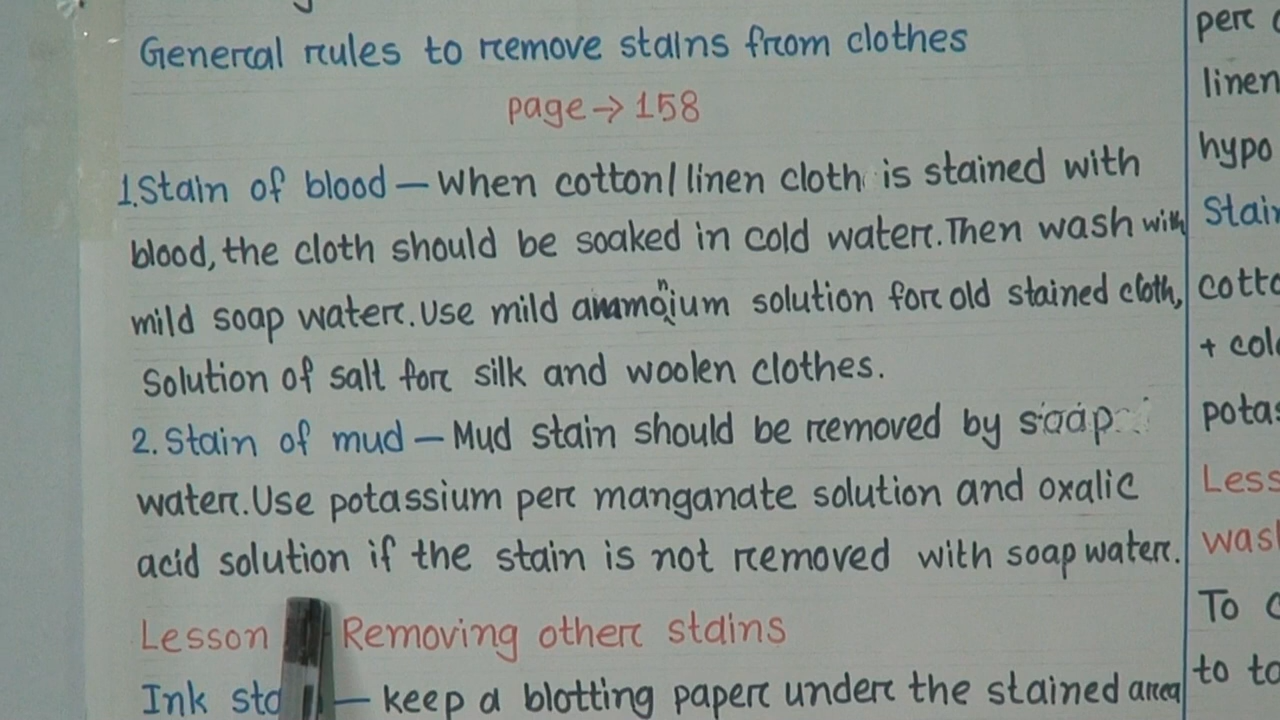 General rules to remove stains from clothes
page → 158
1. Stain of blood — When cotton/linen cloth is stained with
blood, the cloth should be soaked in cold water. Then wash with
mild soap water. Use mild solution for old stained cloth,
Solution of salt for silk and woolen clothes.
2. Stain of mud — Mud stain should be removed by soap
water. Use potassium per manganate solution and oxalic
acid solution if the stain is not removed with soap water.
Lesson Removing other stains
Ink — keep a blotting paper under the stained area
per
linen
hypo
Stain
+
Less
To
to